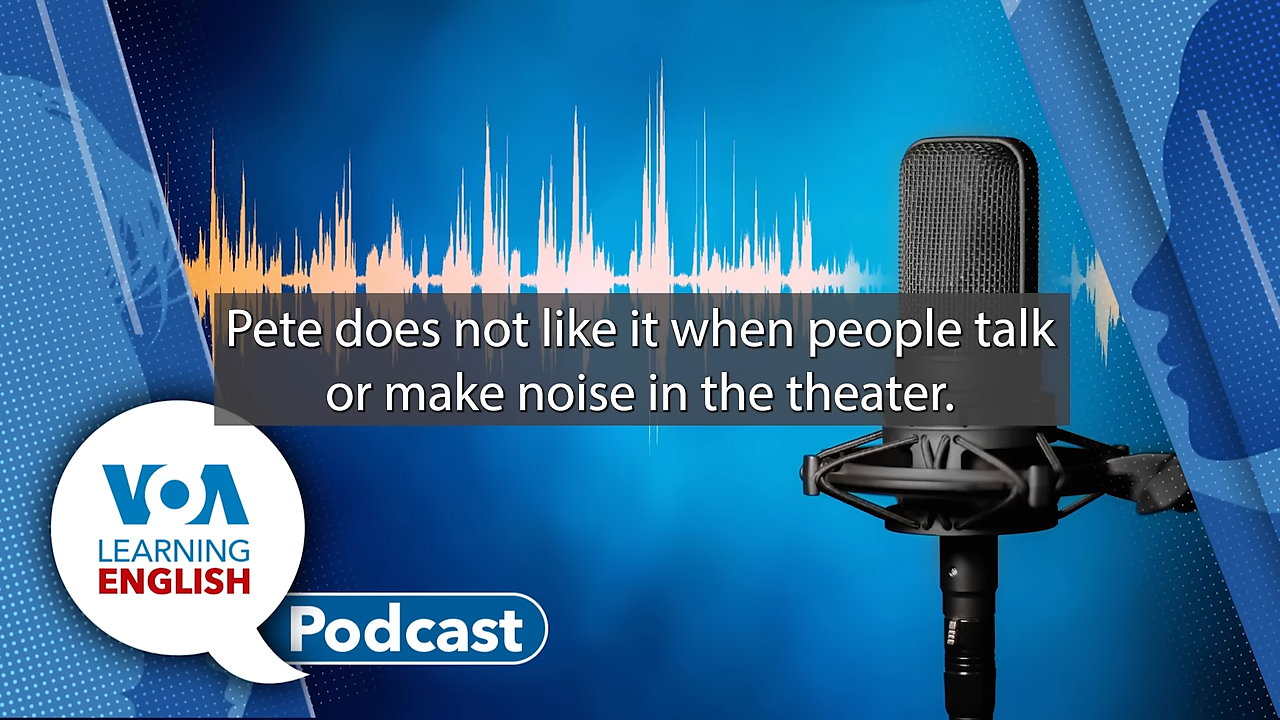 Pete does not like it when people talk
or make noise in the theater.
VOA
LEARNING
ENGLISH
Podcast